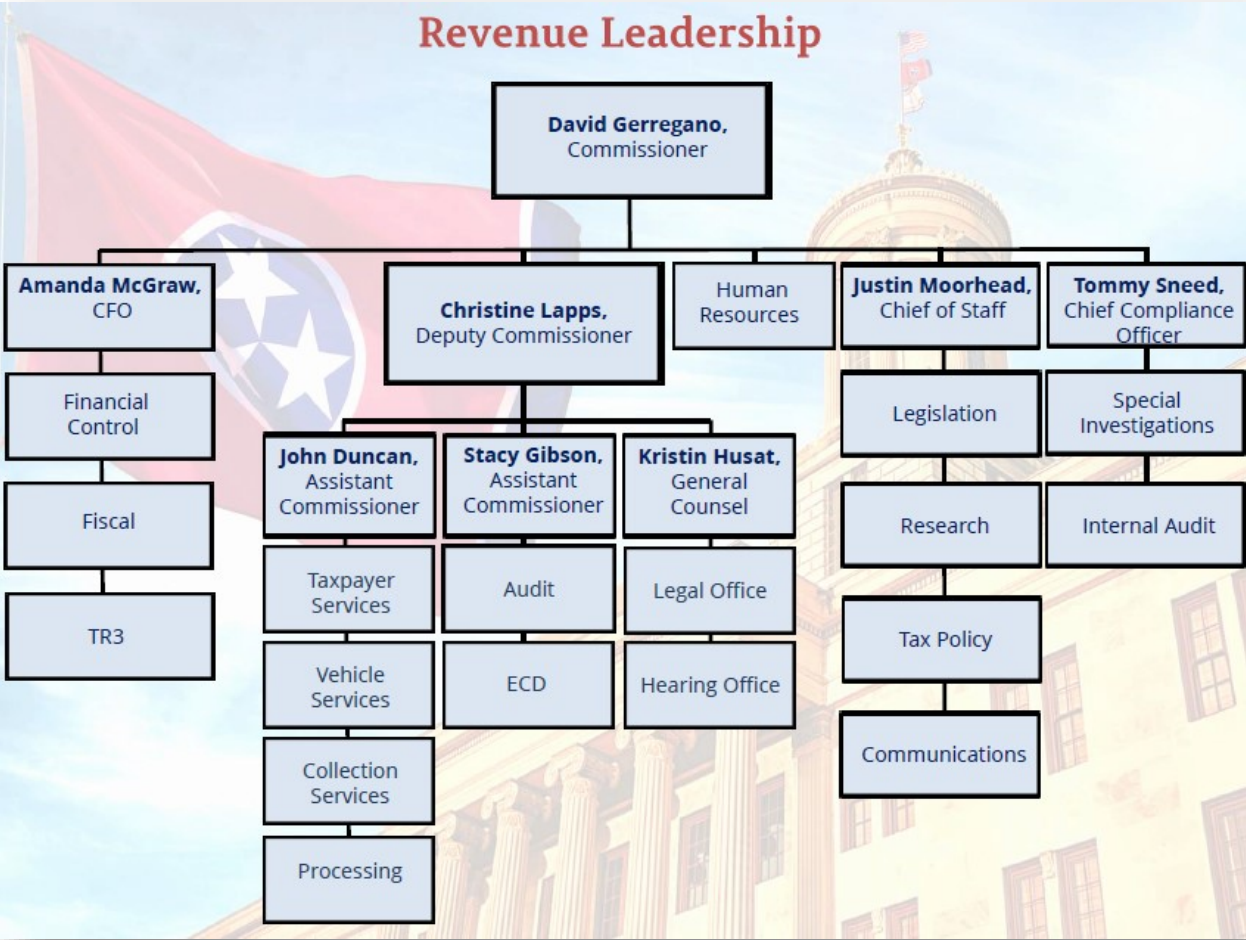 Revenue Leadership
David Gerregano,
Commissioner
Amanda McGraw,
CFO
Christine Lapps,
Deputy Commissioner
Human
Resources
Justin Moorhead,
Chief of Staff
Tommy Sneed,
Chief Compliance
Officer
Financial
Control
Fiscal
TR3
John Duncan,
Assistant
Commissioner
Taxpayer
Services
Vehicle
Services
Collection
Services
Processing
Stacy Gibson,
Assistant
Commissioner
Audit
ECD
Kristin Husat,
General
Counsel
Legal Office
Hearing Office
Legislation
Research
Tax Policy
Communications
Special
Investigations
Internal Audit